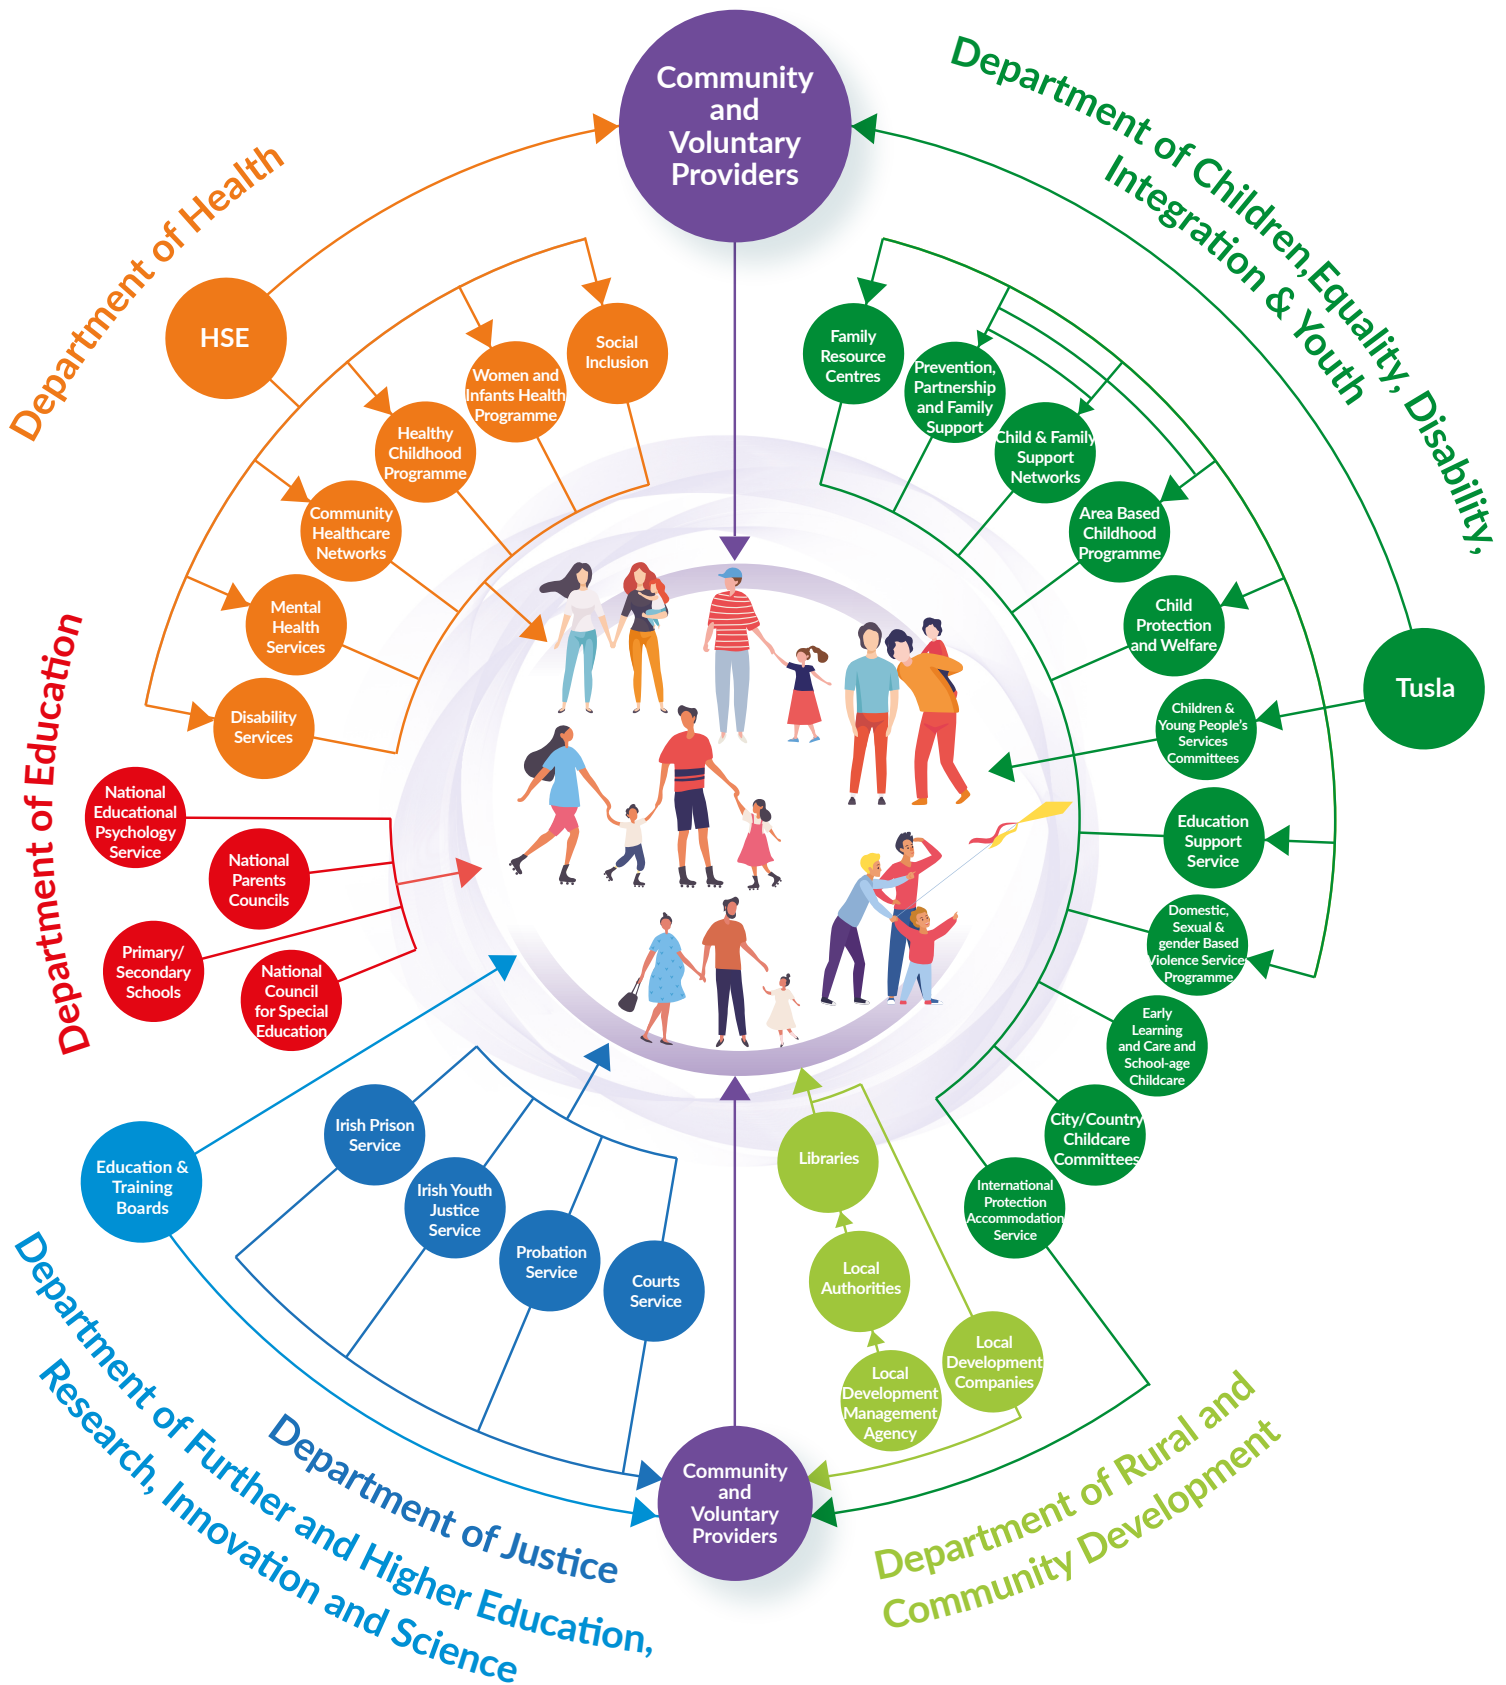 Community
and
Voluntary
Providers
Department of Health
HSE
Social
Inclusion
Women and
Infants Health
Programme
Healthy
Childhood
Programme
Community
Healthcare
Networks
Mental
Health
Services
Disability
Services
Department of Children,Equality, Disability,
Integration & Youth
Tusla
Family
Resource
Centres
Prevention,
Partnership
and Family
Support
Child & Family
Support
Networks
Area Based
Childhood
Programme
Child
Protection
and Welfare
Children &
Young People's
Services
Committees
Education
Support
Service
Domestic,
Sexual &
gender Based
Violence Service
Programme
Early
Learning
and Care and
School-age
Childcare
City/Country
Childcare
Committees
International
Protection
Accommodation
Service
Department of Education
National
Educational
Psychology
Service
National
Parents
Councils
Primary/
Secondary
Schools
National
Council
for Special
Education
Education &
Training
Boards
Department of Further and Higher Education,
Research, Innovation and Science
Irish Prison
Service
Irish Youth
Justice
Service
Probation
Service
Courts
Service
Department of Justice
Libraries
Local
Authorities
Local
Development
Management
Agency
Local
Development
Companies
Department of Rural and
Community Development
Community
and
Voluntary
Providers